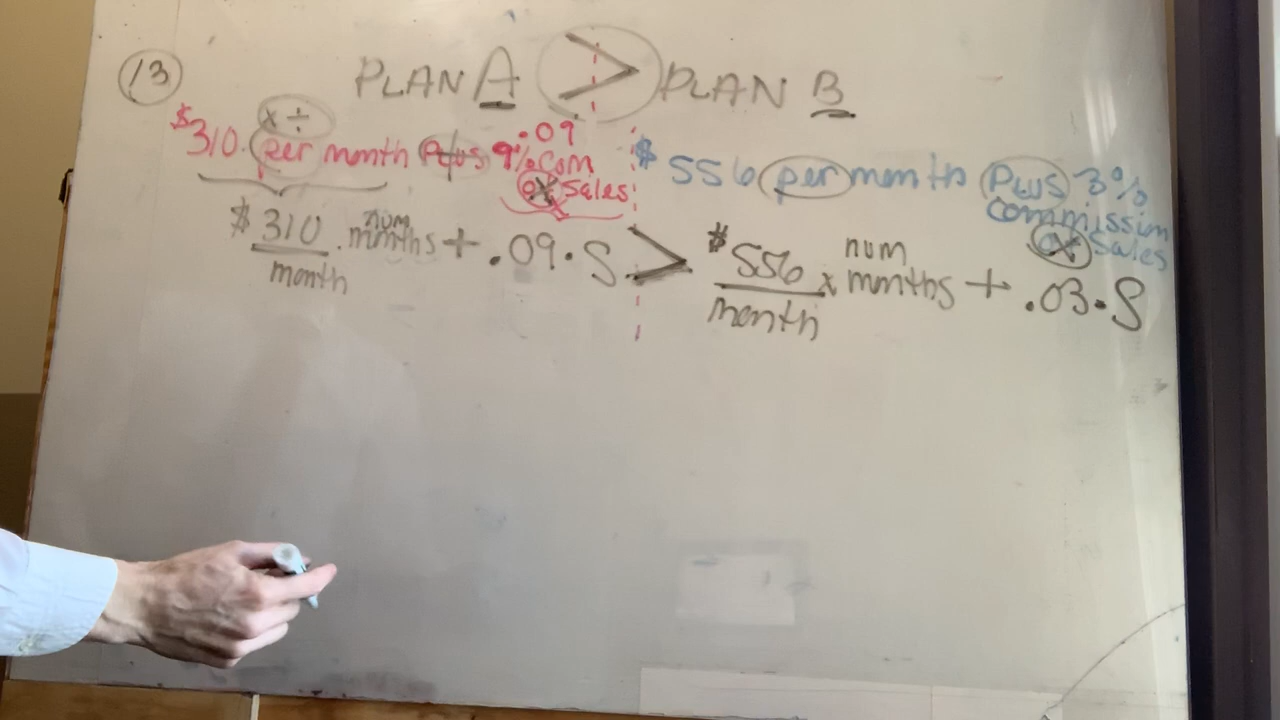 13 PLAN A > PLAN B
x ÷
$310. per month Plus 9% com
.09
of sales
$ 556 per month Plus 3%
commission
of Sales
$310/month . num months + .09 . S > $556/month x num months + .03 . S